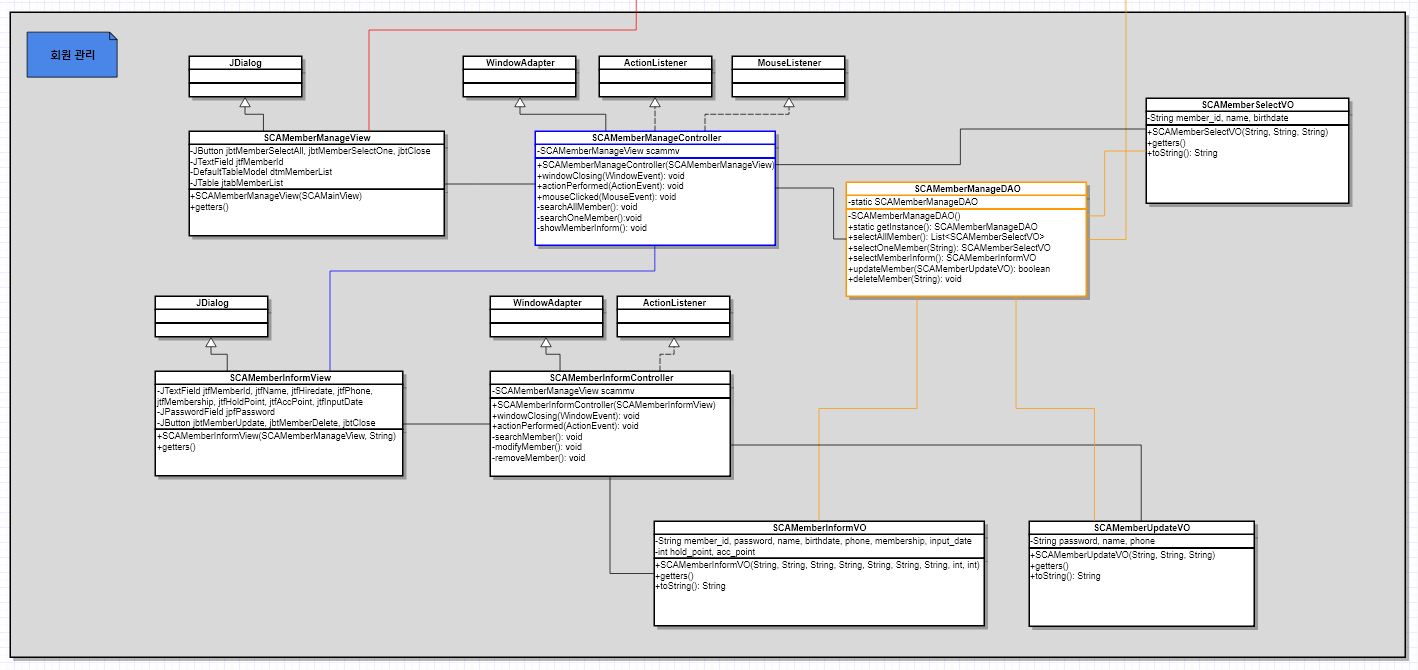 회원 관리
JDialog
WindowAdapter
ActionListener
MouseListener
SCAMemberManageView
-JButton jbtMemberSelectAll, jbtMemberSelectOne, jbtClose
-JTextField jtfMemberId
-DefaultTableModel dtmMemberList
-JTable jtabMemberList
+SCAMemberManageView(SCAMainView)
+getters()
SCAMemberManageController
-SCAMemberManageView scammv
+SCAMemberManageController(SCAMemberManageView)
+windowClosing(WindowEvent): void
+actionPerformed(ActionEvent): void
+mouseClicked(MouseEvent): void
-searchAllMember(): void
-searchOneMember():void
-showMemberInform(): void
SCAMemberSelectVO
-String member_id, name, birthdate
+SCAMemberSelectVO(String, String, String)
+getters()
+toString(): String
SCAMemberManageDAO
-static SCAMemberManageDAO
-SCAMemberManageDAO()
+static getInstance(): SCAMemberManageDAO
+selectAllMember(): List<SCAMemberSelectVO>
+selectOneMember(String): SCAMemberSelectVO
+selectMemberInform(): SCAMemberInformVO
+updateMember(SCAMemberUpdateVO): boolean
+deleteMember(String): void
JDialog
WindowAdapter
ActionListener
SCAMemberInformView
-JTextField jtfMemberId, jtfName, jtfHiredate, jtfPhone,
jtfMembership, jtfHoldPoint, jtfAccPoint, jtfInputDate
-JPasswordField jpfPassword
-JButton jbtMemberUpdate, jbtMemberDelete, jbtClose
+SCAMemberInformView(SCAMemberManageView, String)
+getters()
SCAMemberInformController
-SCAMemberManageView scammv
+SCAMemberInformController(SCAMemberInformView)
+windowClosing(WindowEvent): void
+actionPerformed(ActionEvent): void
-searchMember(): void
-modifyMember(): void
-removeMember(): void
SCAMemberInformVO
-String member_id, password, name, birthdate, phone, membership, input_date
-int hold_point, acc_point
+SCAMemberInformVO(String, String, String, String, String, String, String, int, int)
+getters()
+toString(): String
SCAMemberUpdateVO
-String password, name, phone
+SCAMemberUpdateVO(String, String, String)
+getters()
+toString(): String